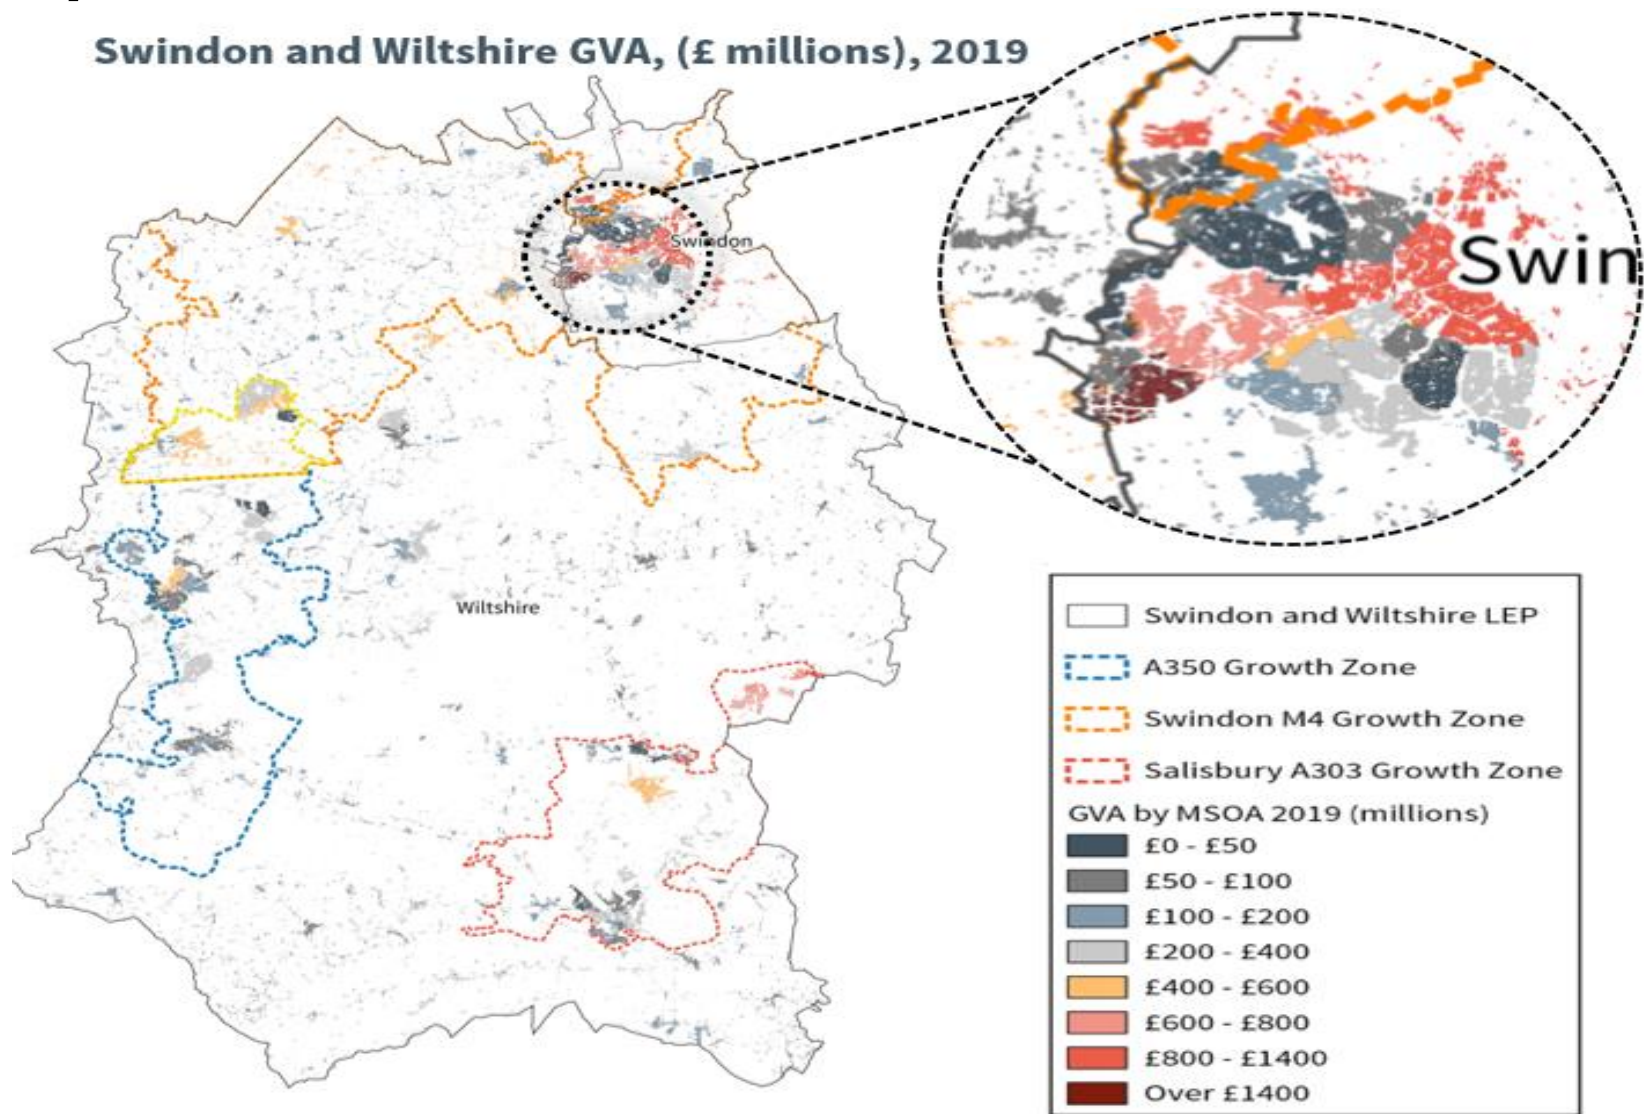 Swindon and Wiltshire GVA, (£ millions), 2019
Swindon
Swin
Wiltshire
Swindon and Wiltshire LEP
A350 Growth Zone
Swindon M4 Growth Zone
Salisbury A303 Growth Zone
GVA by MSOA 2019 (millions)
£0 - £50
£50 - £100
£100 - £200
£200 - £400
£400 - £600
£600 - £800
£800 - £1400
Over £1400